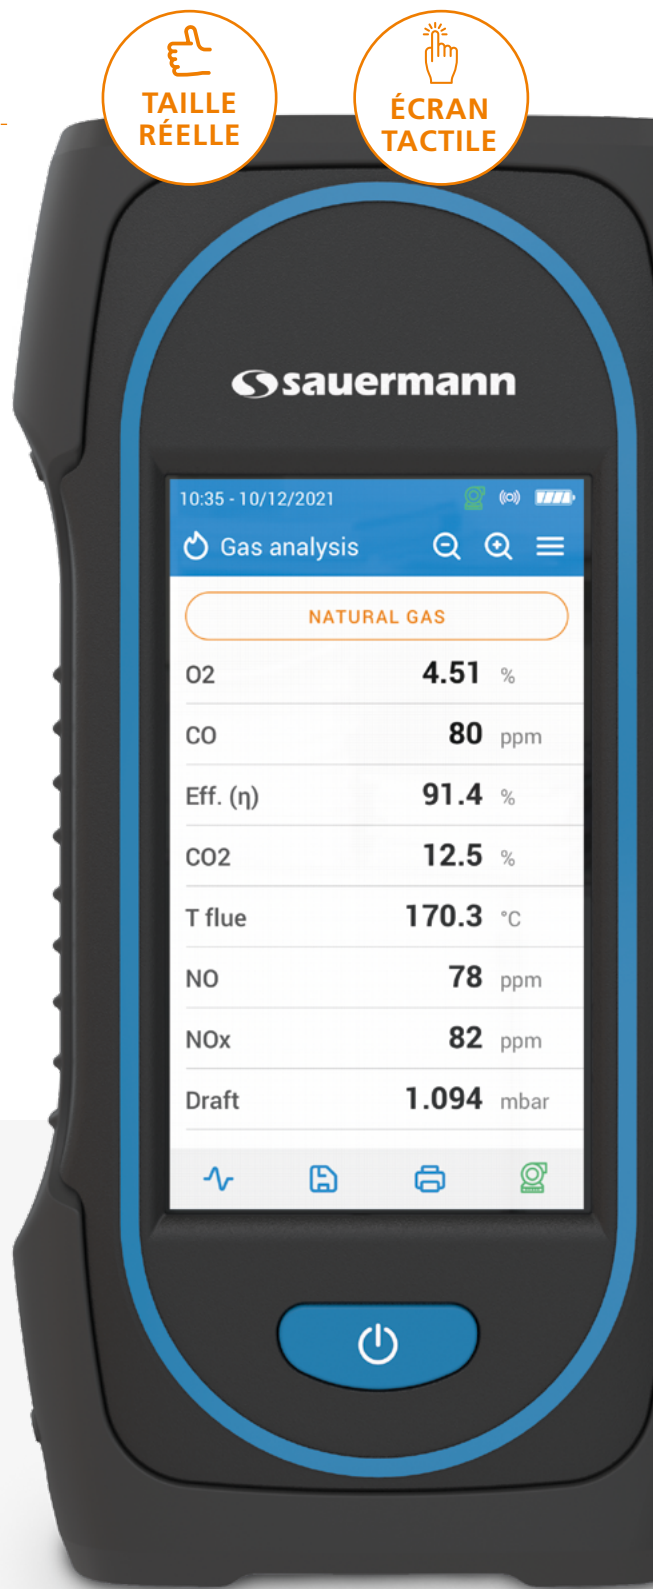 TAILLE
RÉELLE
ÉCRAN
TACTILE
sauermann
10:35 - 10/12/2021
Gas analysis
NATURAL GAS
O2 4.51 %
CO 80 ppm
Eff. (η) 91.4 %
CO2 12.5 %
T flue 170.3 °C
NO 78 ppm
NOx 82 ppm
Draft 1.094 mbar